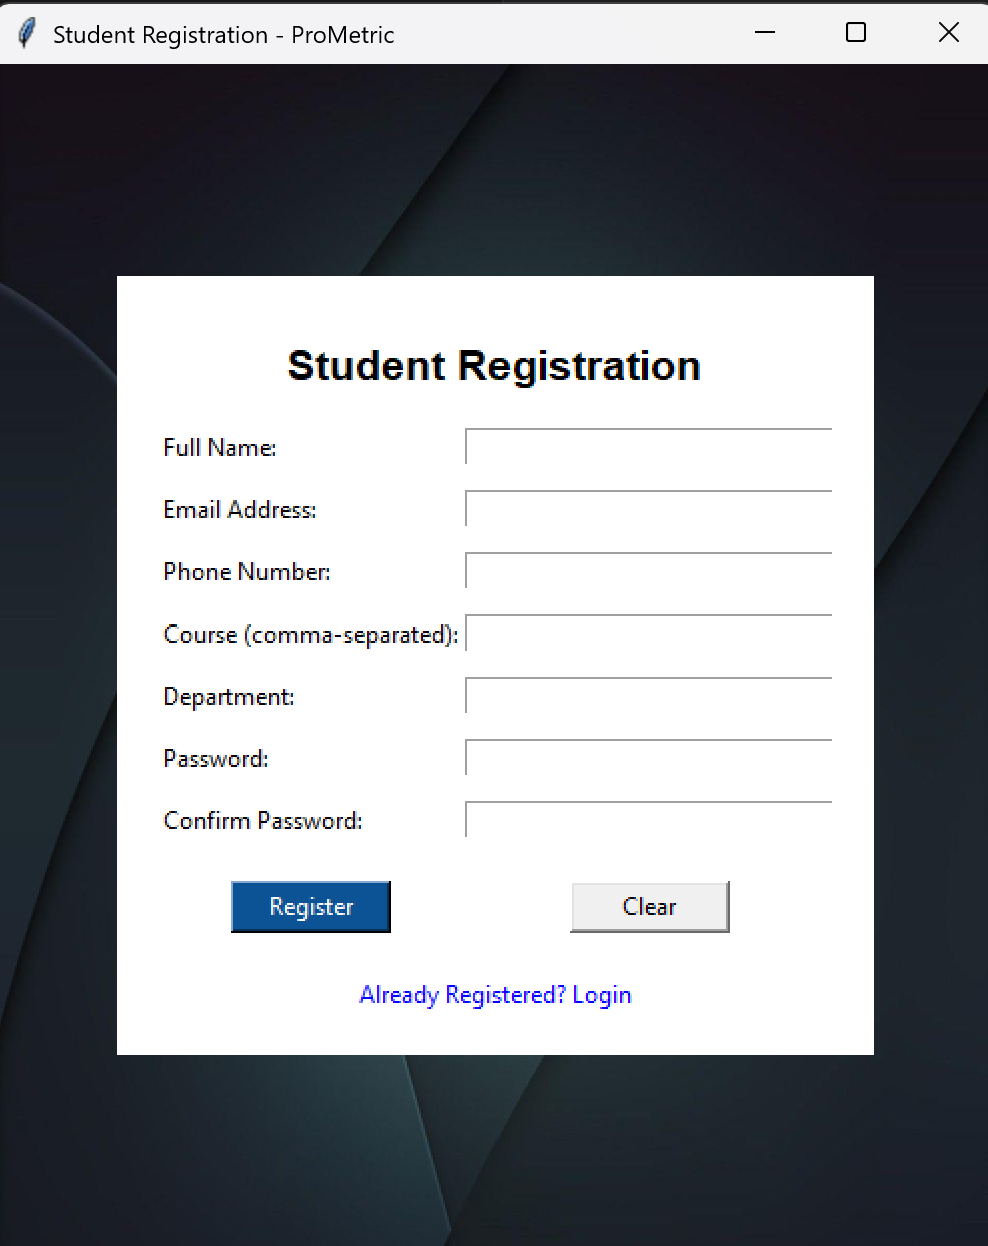 Student Registration - ProMetric
Student Registration
Full Name:
Email Address:
Phone Number:
Course (comma-separated):
Department:
Password:
Confirm Password:
Register Clear
Already Registered? Login